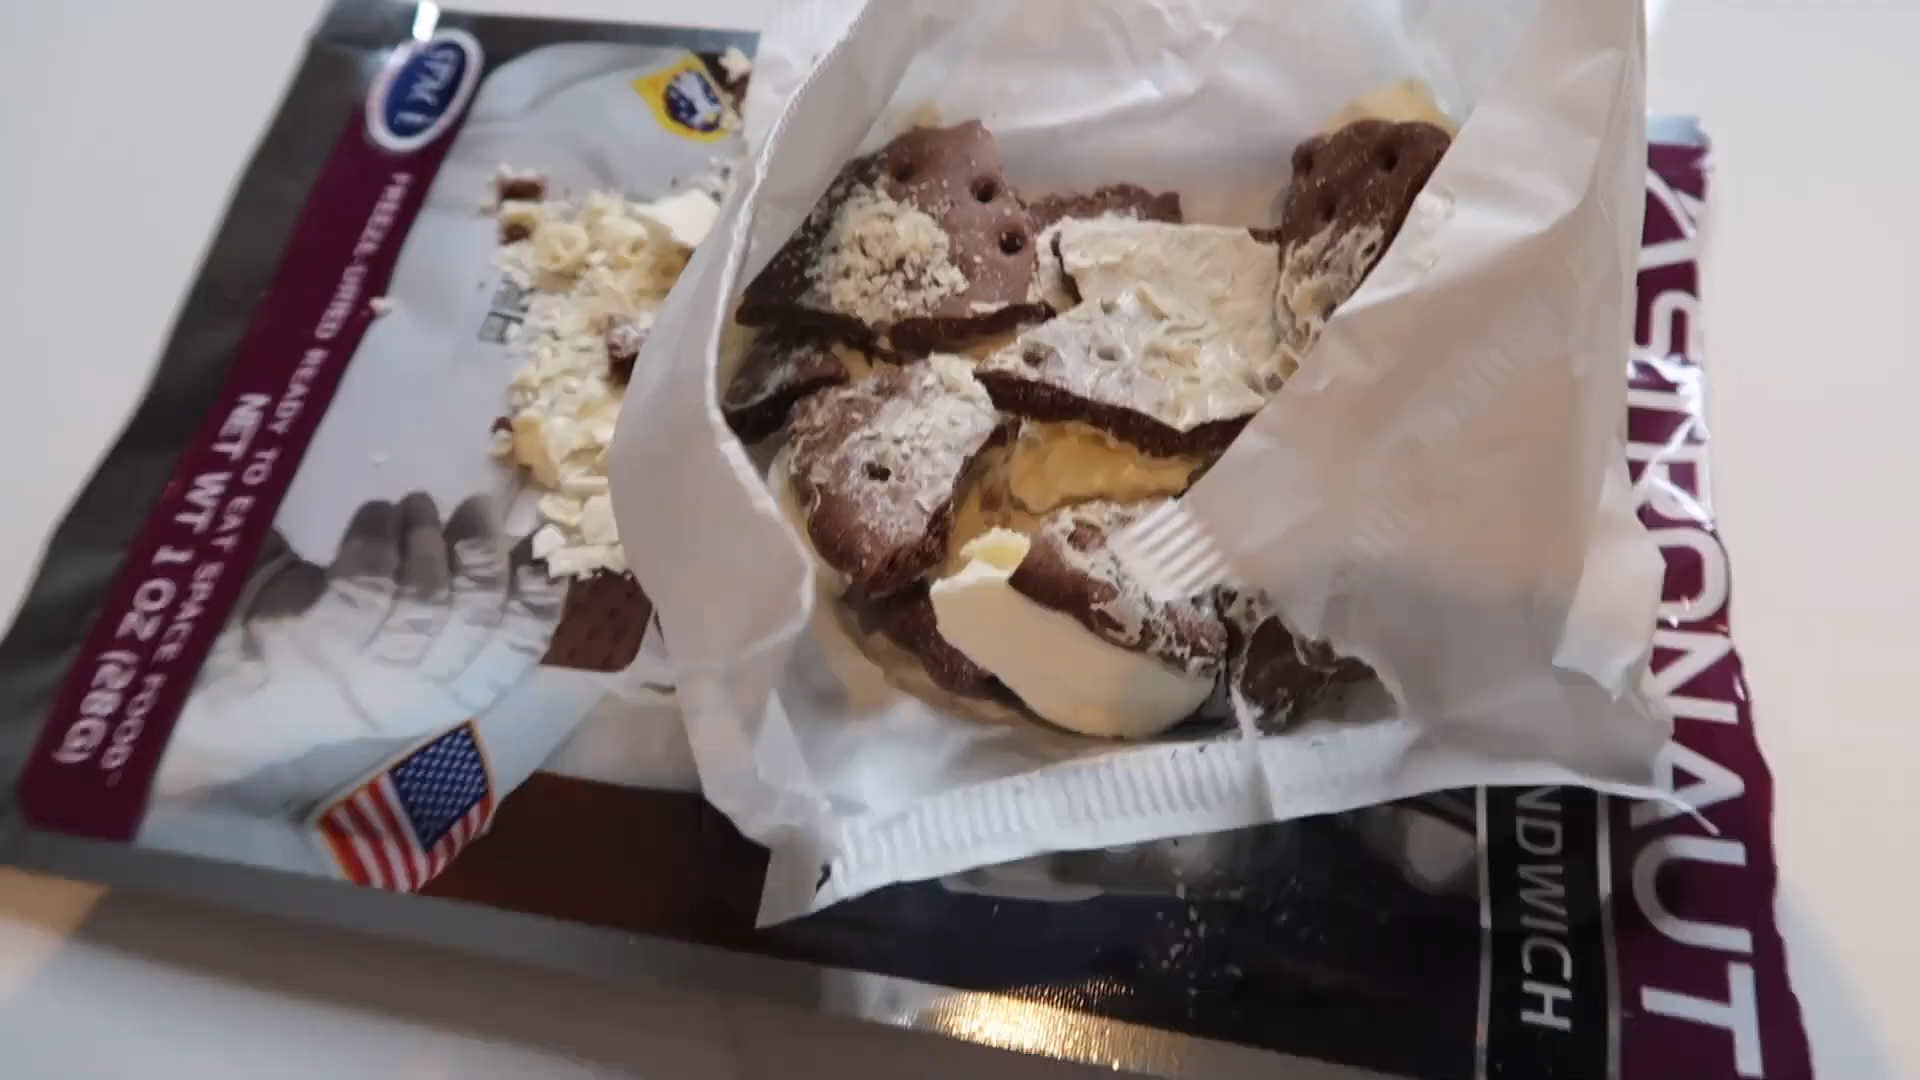 ASTRONAUT
NDWICH
FREEZE-DRIED READY TO EAT SPACE FOOD
NET WT 1 OZ (28G)